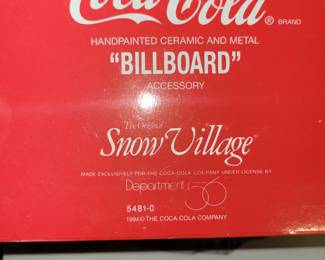 Coca-Cola® BRAND
HANDPAINTED CERAMIC AND METAL
"BILLBOARD"
ACCESSORY
The Original
Snow Village™
MADE EXCLUSIVELY FOR THE COCA-COLA COMPANY UNDER LICENSE BY
Department 56
5481-0
1994© THE COCA-COLA COMPANY